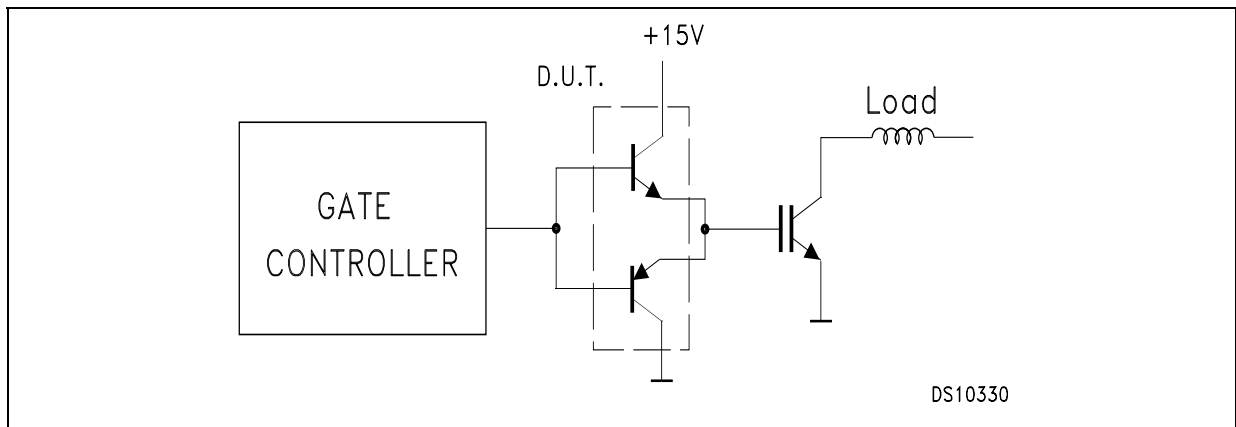 +15V
D.U.T.
Load
GATE
CONTROLLER
DS10330